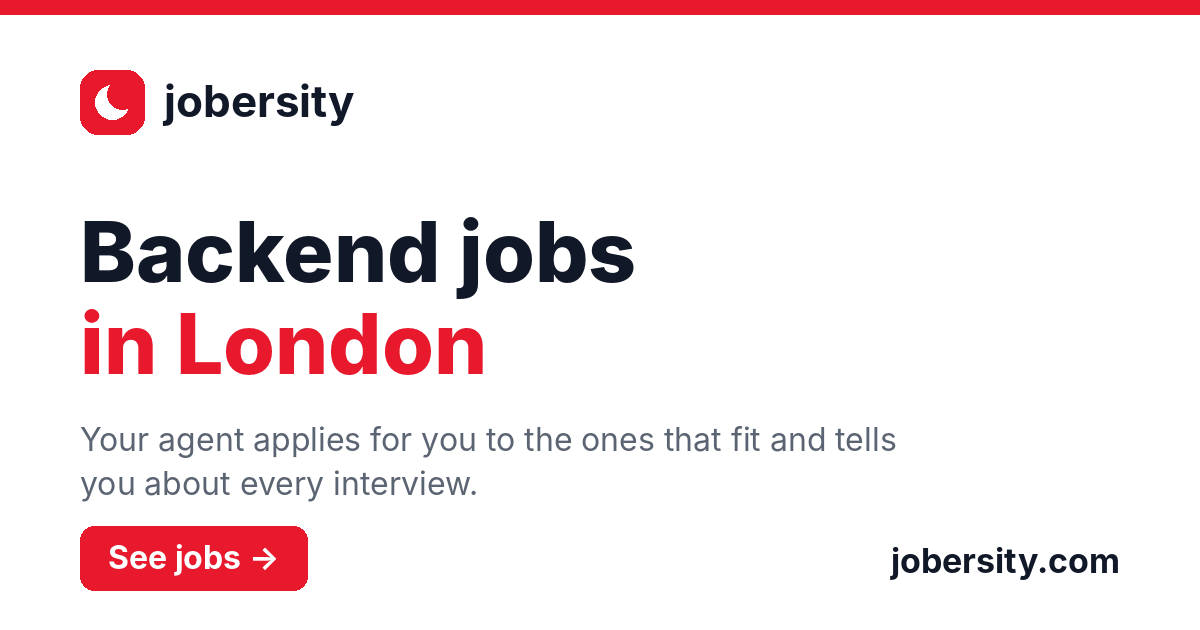 jobersity
Backend jobs
in London
Your agent applies for you to the ones that fit and tells
you about every interview.
See jobs →
jobersity.com